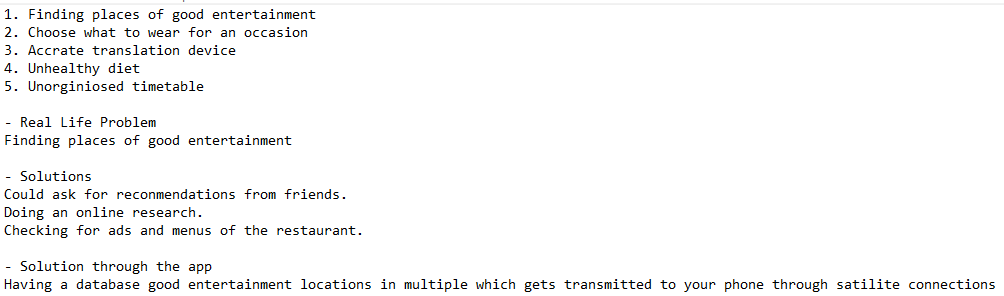 1. Finding places of good entertainment
2. Choose what to wear for an occasion
3. Accrate translation device
4. Unhealthy diet
5. Unorginiosed timetable
- Real Life Problem
Finding places of good entertainment
- Solutions
Could ask for reconmendations from friends.
Doing an online research.
Checking for ads and menus of the restaurant.
- Solution through the app
Having a database good entertainment locations in multiple which gets transmitted to your phone through satilite connections